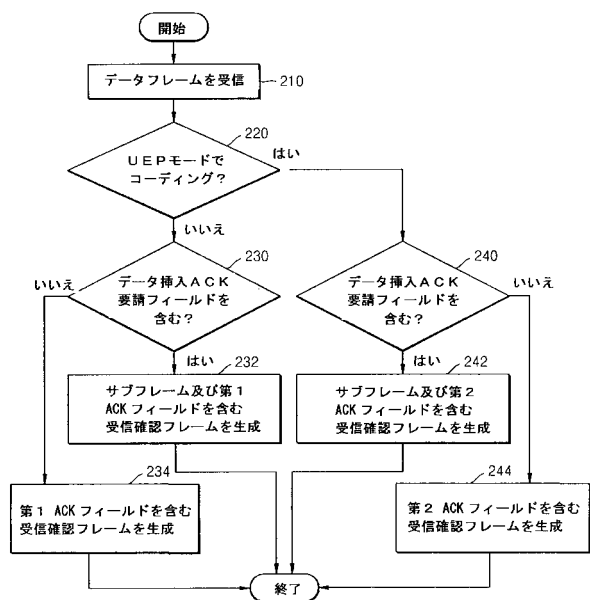 開始
データフレームを受信
210
220
UEPモードで
コーディング?
はい
いいえ
230
データ挿入ACK
要請フィールドを
含む?
いいえ
はい
240
データ挿入ACK
要請フィールドを
含む?
いいえ
はい
232
サブフレーム及び第1
ACKフィールドを含む
受信確認フレームを生成
242
サブフレーム及び第2
ACKフィールドを含む
受信確認フレームを生成
234
第1 ACKフィールドを含む
受信確認フレームを生成
244
第2 ACKフィールドを含む
受信確認フレームを生成
終了